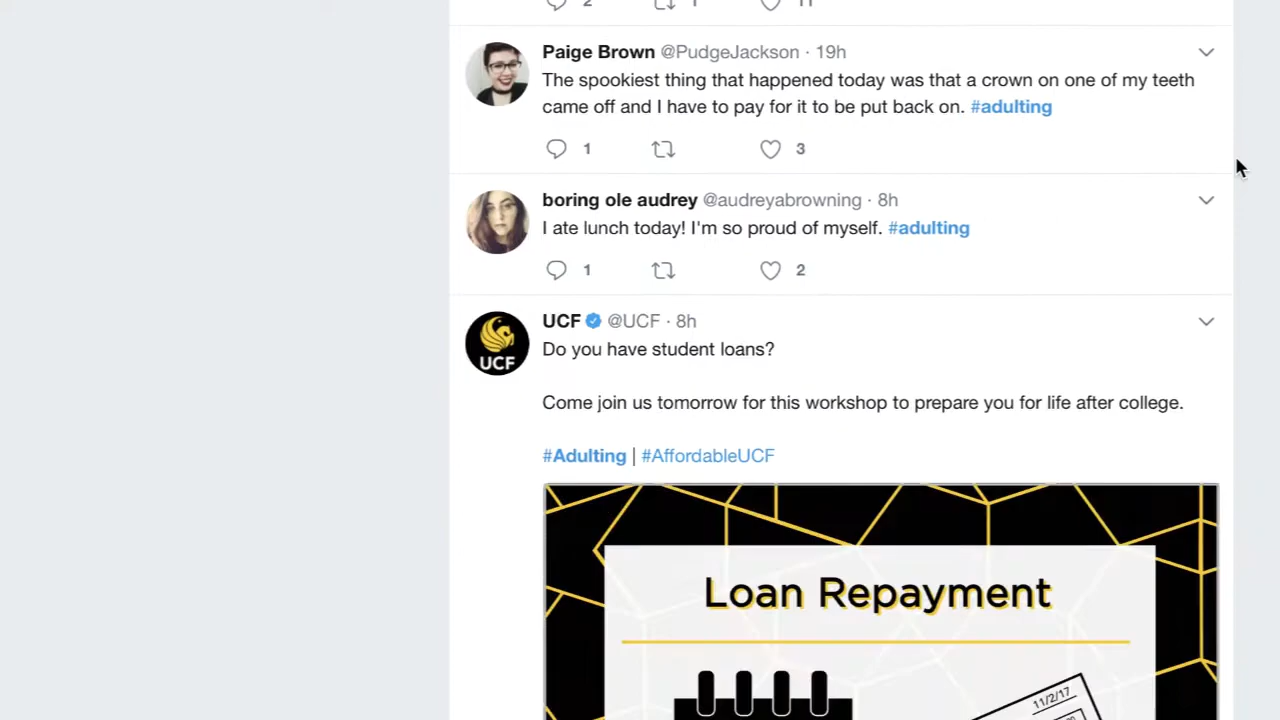 2 1 11
Paige Brown @PudgeJackson · 19h
The spookiest thing that happened today was that a crown on one of my teeth
came off and I have to pay for it to be put back on. #adulting
1 3
boring ole audrey @audreyabrowning · 8h
I ate lunch today! I'm so proud of myself. #adulting
1 2
UCF @UCF · 8h
UCF
Do you have student loans?
Come join us tomorrow for this workshop to prepare you for life after college.
#Adulting | #AffordableUCF
Loan Repayment
11/2/17